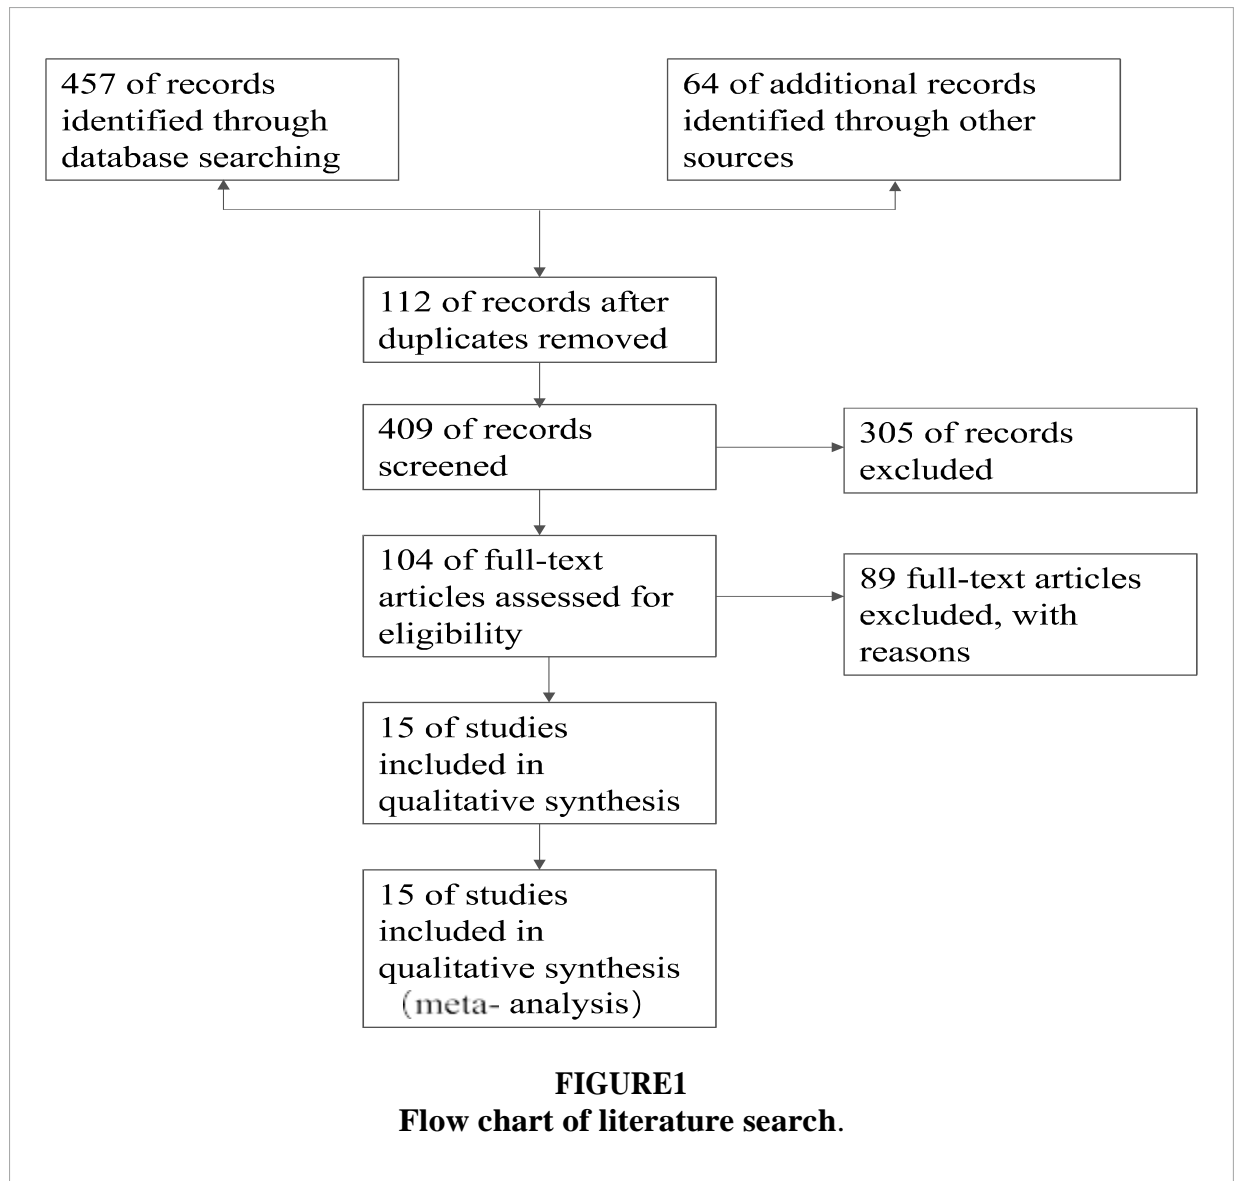 457 of records
identified through
database searching
64 of additional records
identified through other
sources
112 of records after
duplicates removed
409 of records
screened
305 of records
excluded
104 of full-text
articles assessed for
eligibility
89 full-text articles
excluded, with
reasons
15 of studies
included in
qualitative synthesis
15 of studies
included in
qualitative synthesis
（meta- analysis）
FIGURE1
Flow chart of literature search.